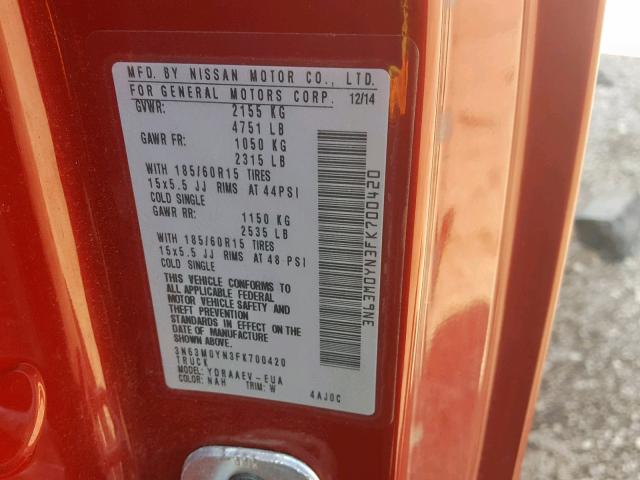 MFD. BY NISSAN MOTOR CO., LTD.
FOR GENERAL MOTORS CORP. 12/14
GVWR: 2155 KG
4751 LB
GAWR FR: 1050 KG
2315 LB
WITH 185/60R15 TIRES
15x5.5 JJ RIMS AT 44PSI
COLD SINGLE
GAWR RR: 1150 KG
2535 LB
WITH 185/60R15 TIRES
15x5.5 JJ RIMS AT 48 PSI
COLD SINGLE
THIS VEHICLE CONFORMS TO
ALL APPLICABLE FEDERAL
MOTOR VEHICLE SAFETY AND
THEFT PREVENTION
STANDARDS IN EFFECT ON THE
DATE OF MANUFACTURE
SHOWN ABOVE.
3N63M0YN3FK700420
TRUCK
MODEL: YDRAAEV-EUA
COLOR: NAH TRIM: W 4AJ0C
3N63M0YN3FK700420